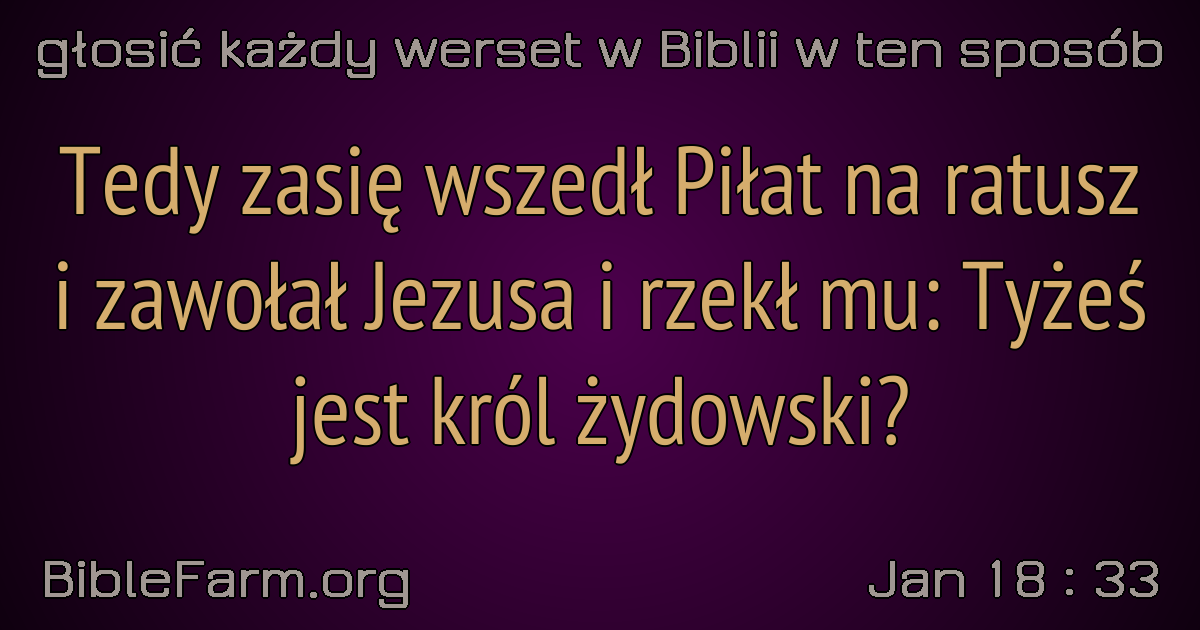 głosić każdy werset w Biblii w ten sposób
Tedy zasię wszedł Piłat na ratusz
i zawołał Jezusa i rzekł mu: Tyżeś
jest król żydowski?
BibleFarm.org
Jan 18 : 33